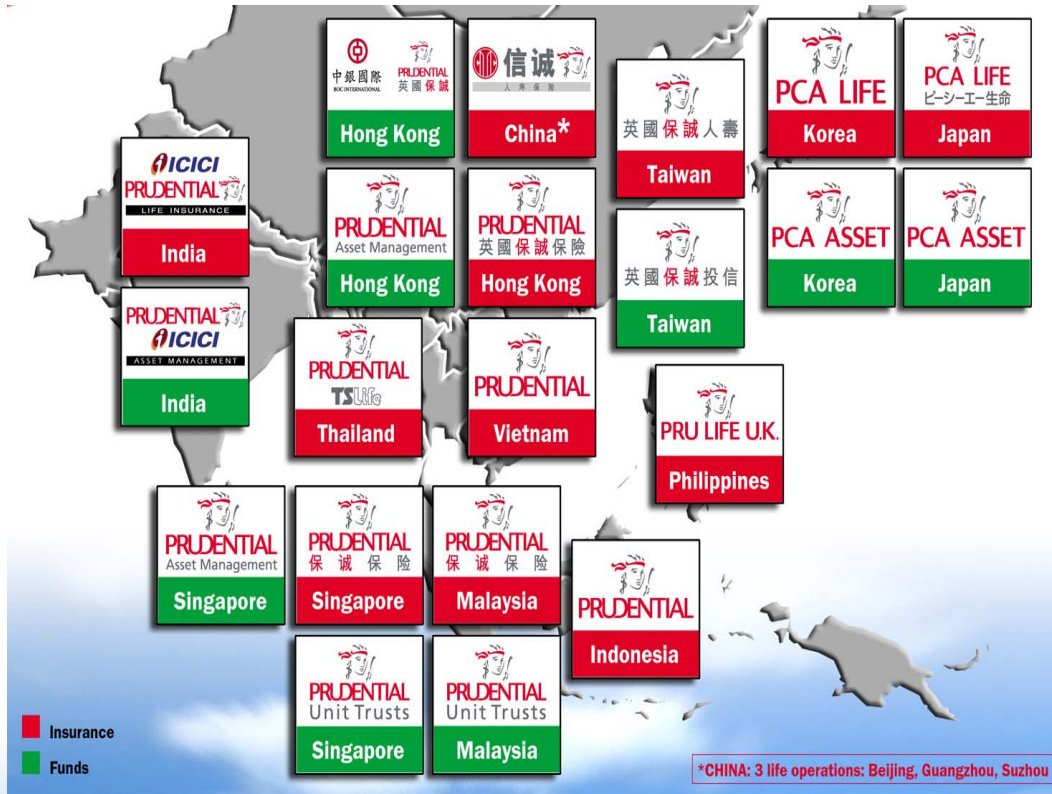 中銀國際
BOC INTERNATIONAL
PRUDENTIAL
英國保誠
Hong Kong
信诚
人寿保险
China*
英國保誠人壽
Taiwan
PCA LIFE
Korea
PCA LIFE
ピーシーエー生命
Japan
ICICI
PRUDENTIAL
LIFE INSURANCE
India
PRUDENTIAL
Asset Management
Hong Kong
PRUDENTIAL
英國保誠保險
Hong Kong
英國保誠投信
Taiwan
PCA ASSET
Korea
PCA ASSET
Japan
PRUDENTIAL
ICICI
ASSET MANAGEMENT
India
PRUDENTIAL
TSLife
Thailand
PRUDENTIAL
Vietnam
PRU LIFE U.K.
Philippines
PRUDENTIAL
Asset Management
Singapore
PRUDENTIAL
保诚保险
Singapore
PRUDENTIAL
保诚保险
Malaysia
PRUDENTIAL
Indonesia
PRUDENTIAL
Unit Trusts
Singapore
PRUDENTIAL
Unit Trusts
Malaysia
Insurance
Funds
*CHINA: 3 life operations: Beijing, Guangzhou, Suzhou